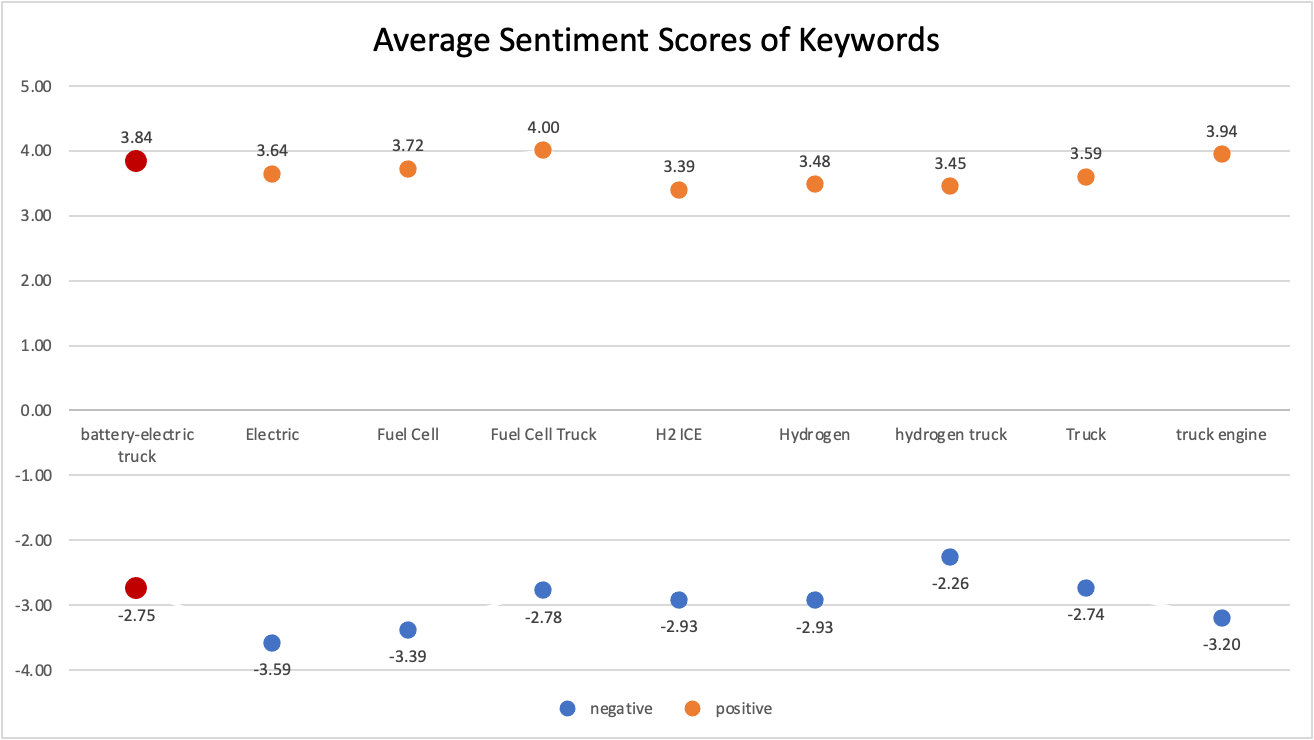 Average Sentiment Scores of Keywords
5.00
4.00
3.00
2.00
1.00
0.00
-1.00
-2.00
-3.00
-4.00
3.84
3.64
3.72
4.00
3.39
3.48
3.45
3.59
3.94
battery-electric
truck
Electric
Fuel Cell
Fuel Cell Truck
H2 ICE
Hydrogen
hydrogen truck
Truck
truck engine
-2.75
-3.59
-3.39
-2.78
-2.93
-2.93
-2.26
-2.74
-3.20
negative
positive